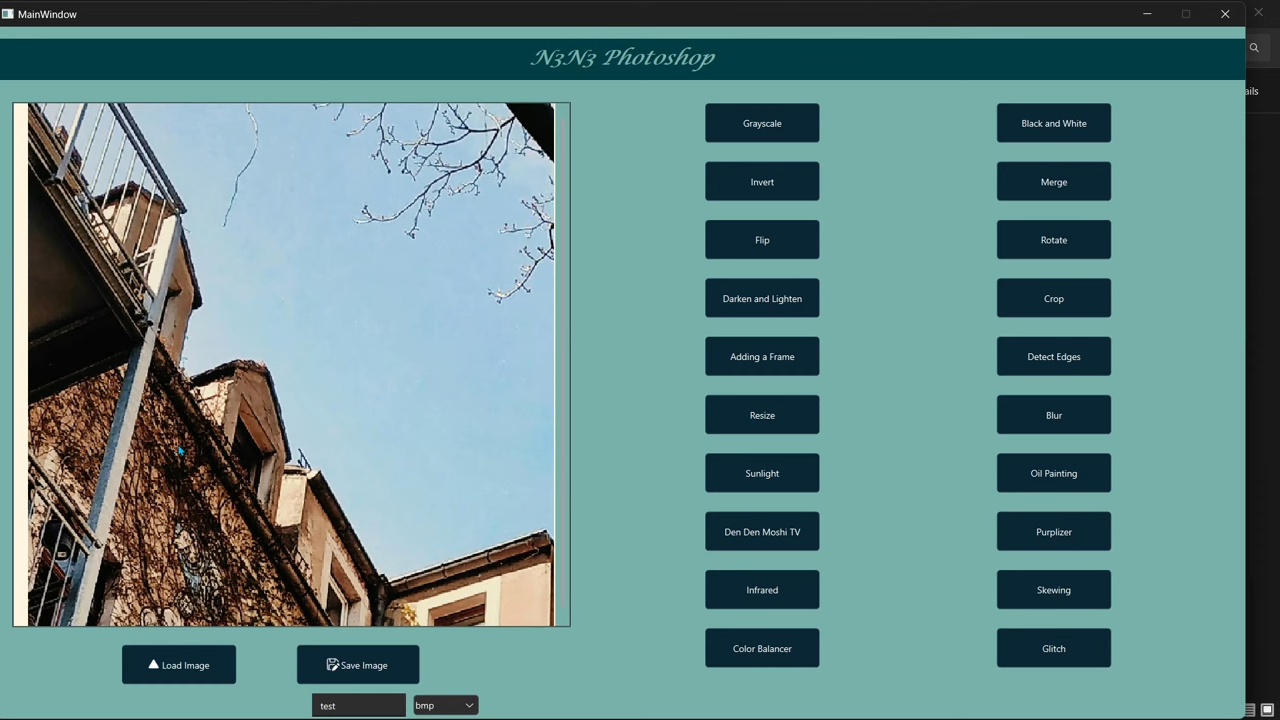 MainWindow
N3N3 Photoshop
ails
Grayscale
Black and White
Invert
Merge
Flip
Rotate
Darken and Lighten
Crop
Adding a Frame
Detect Edges
Resize
Blur
Sunlight
Oil Painting
Den Den Moshi TV
Purplizer
Infrared
Skewing
Color Balancer
Glitch
Load Image
Save Image
test
bmp